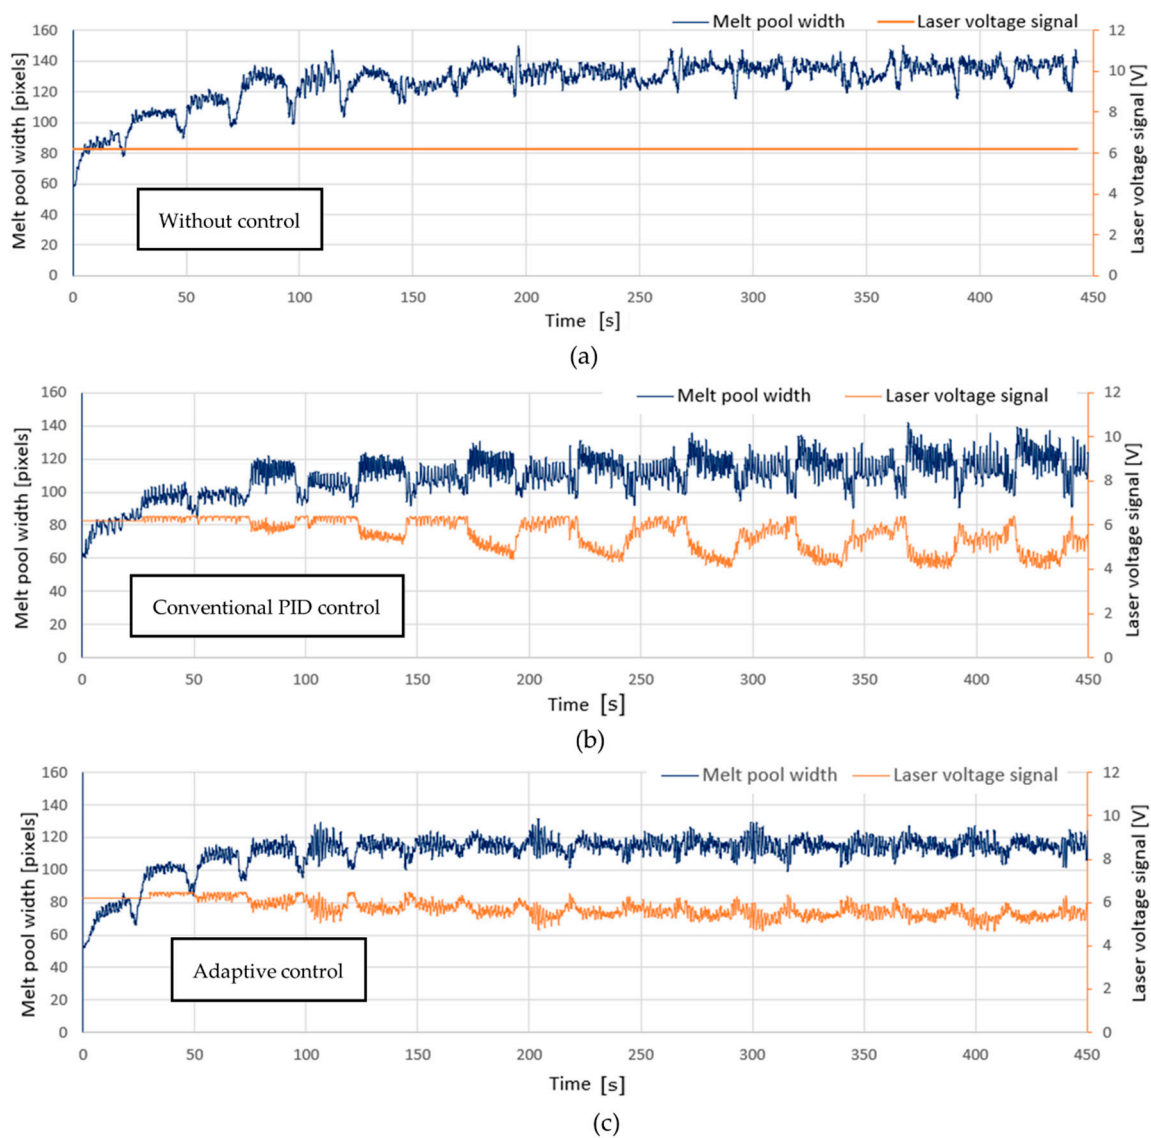 Melt pool width
Laser voltage signal
160
140
120
100
80
60
40
20
0
Melt pool width [pixels]
12
10
8
6
4
2
0
Laser voltage signal [V]
Without control
0 50 100 150 200 250 300 350 400 450
Time [s]
(a)
Melt pool width
Laser voltage signal
160
140
120
100
80
60
40
20
0
Melt pool width [pixels]
12
10
8
6
4
2
0
Laser voltage signal [V]
Conventional PID control
0 50 100 150 200 250 300 350 400 450
Time [s]
(b)
Melt pool width
Laser voltage signal
160
140
120
100
80
60
40
20
0
Melt pool width [pixels]
12
10
8
6
4
2
0
Laser voltage signal [V]
Adaptive control
0 50 100 150 200 250 300 350 400 450
Time [s]
(c)